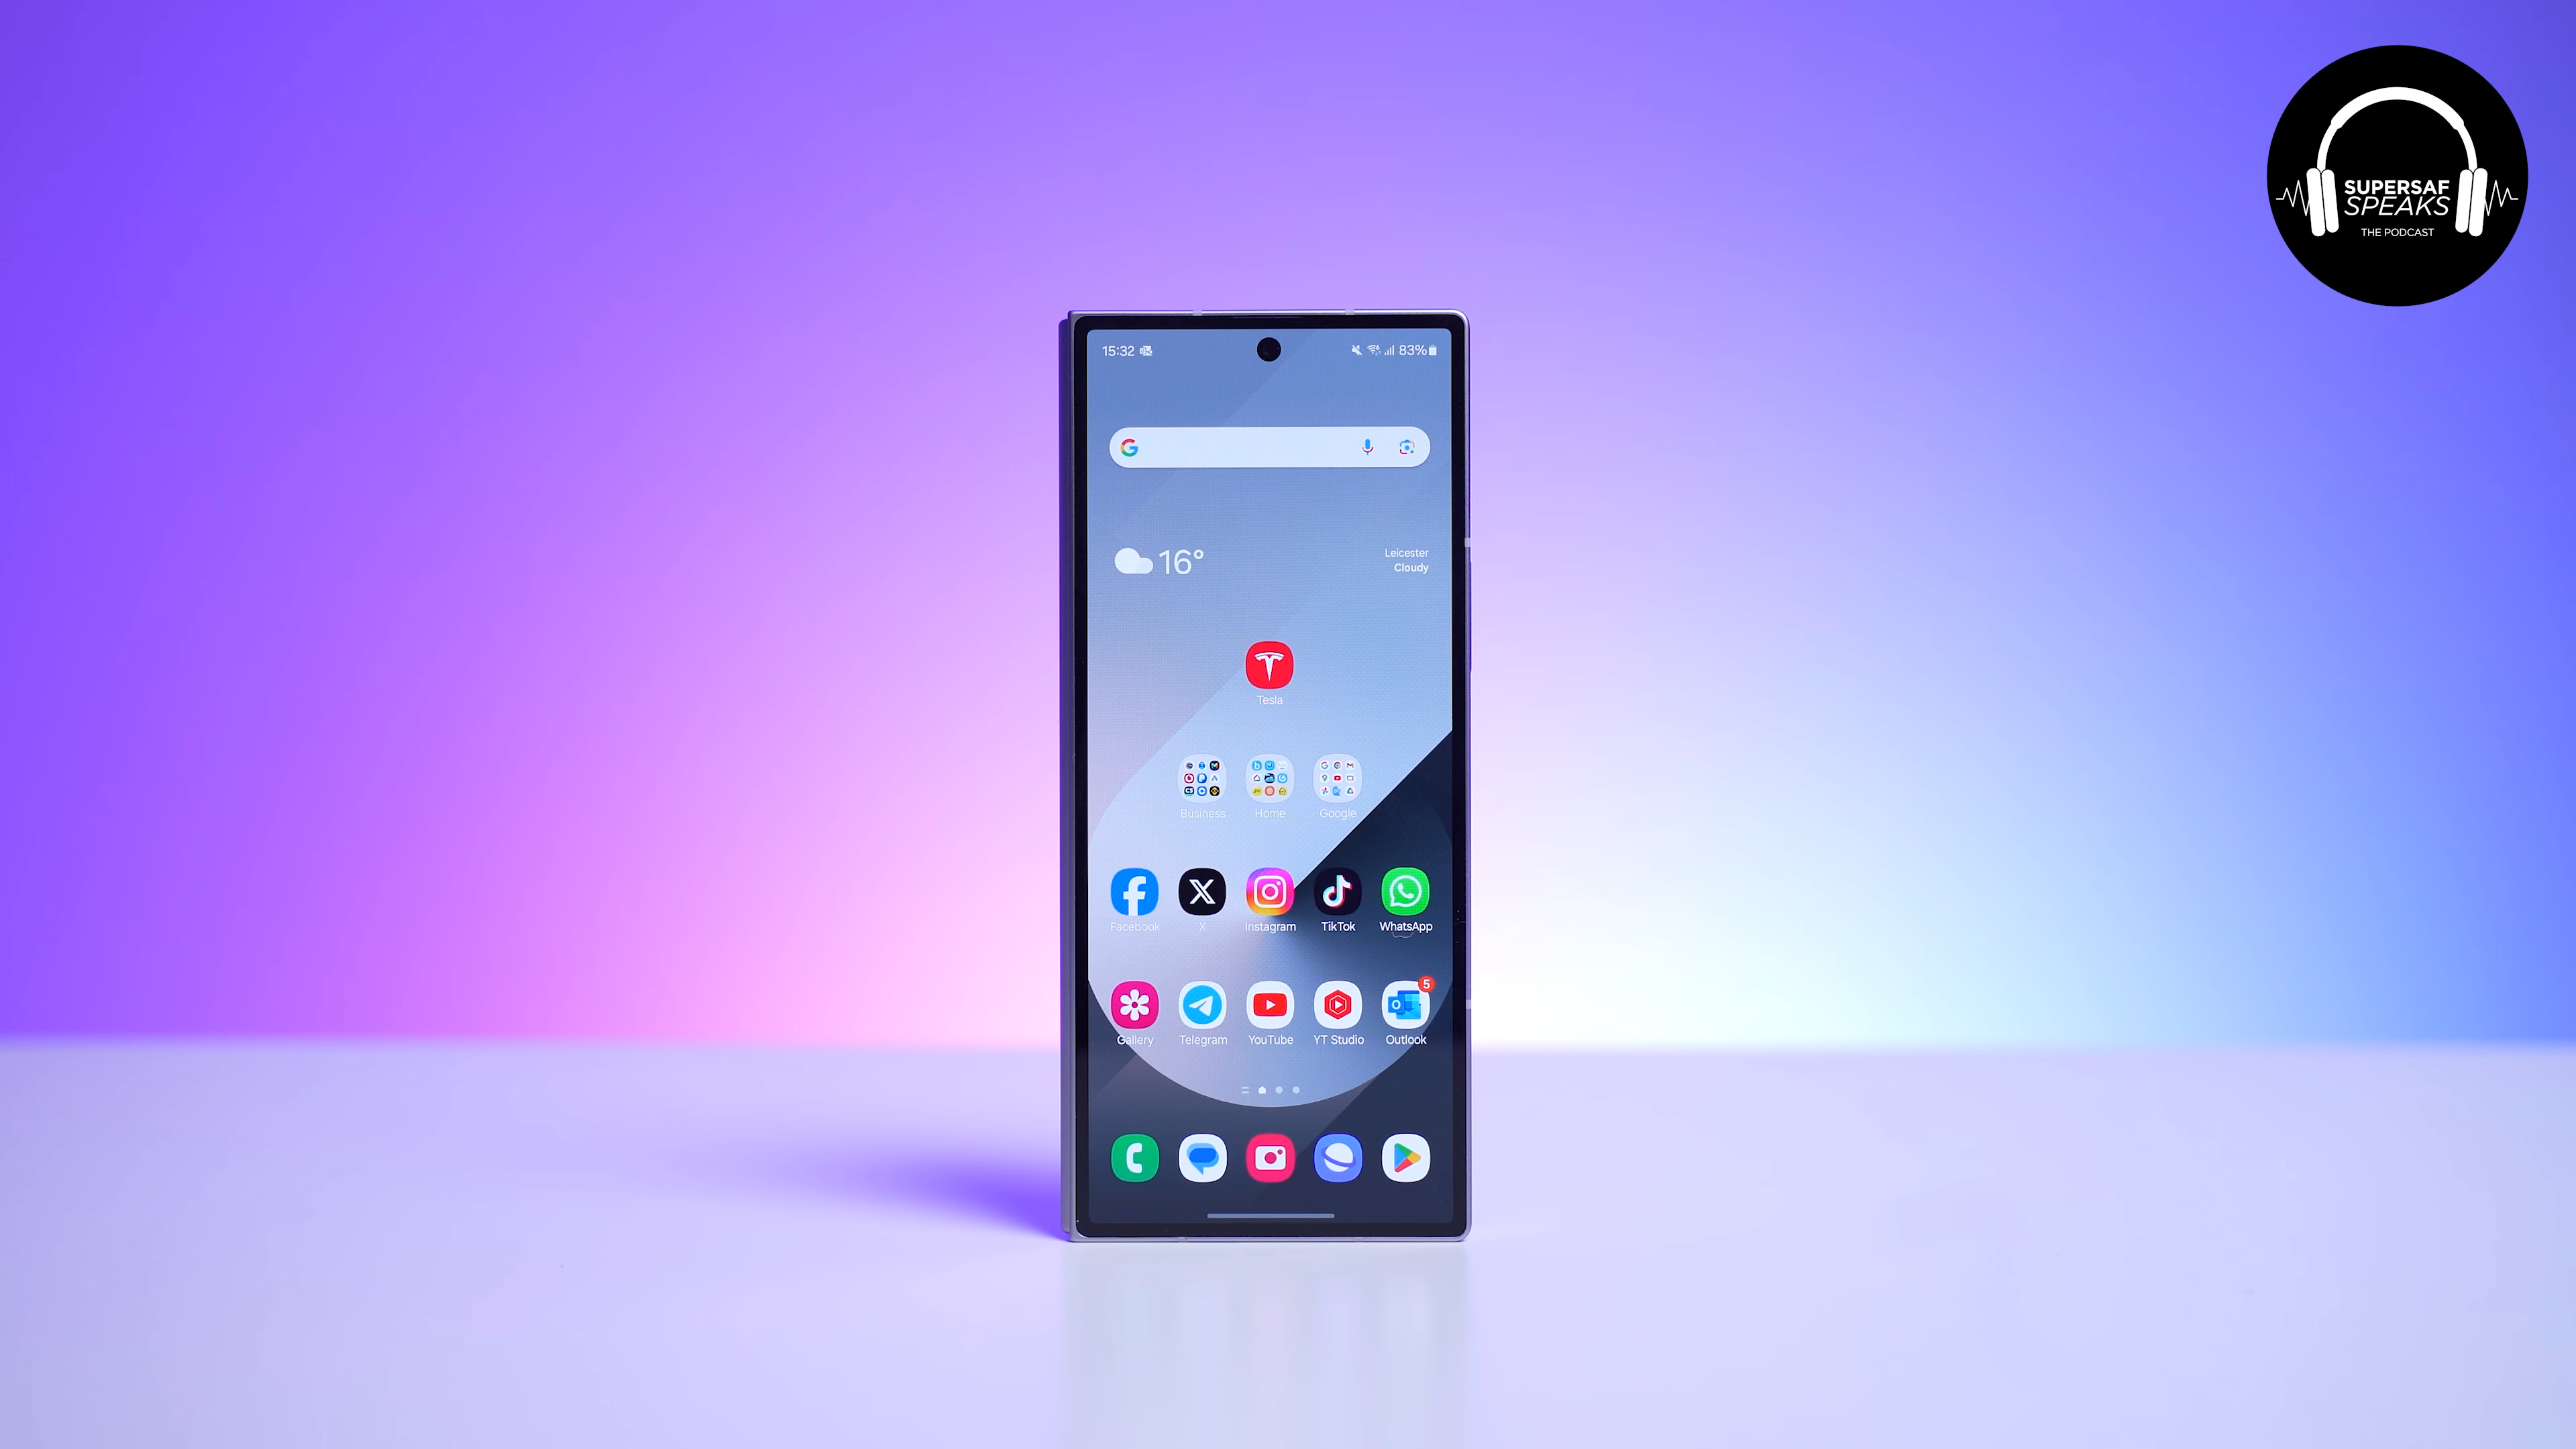 SUPERSAF
SPEAKS
THE PODCAST
15:32
83%
16°
Leicester
Cloudy
Tesla
Business
Home
Google
Facebook
X
Instagram
TikTok
WhatsApp
Gallery
Telegram
YouTube
YT Studio
Outlook
5